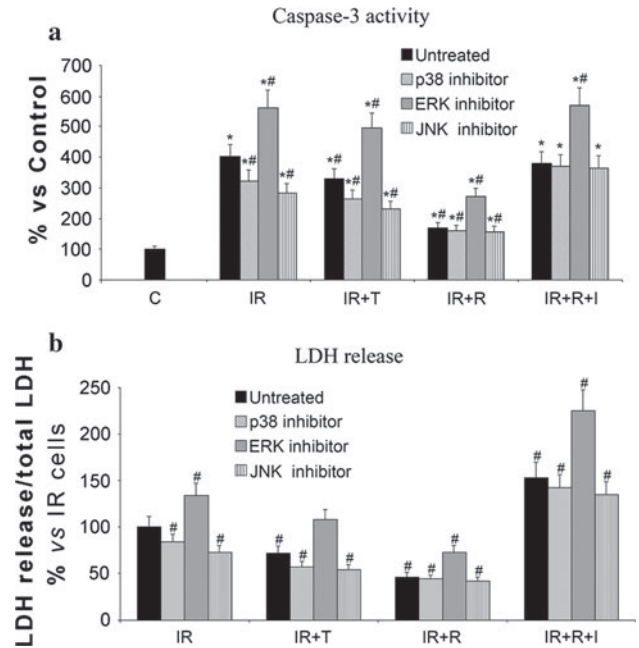 Caspase-3 activity
a
% vs Control
700
600
500
400
300
200
100
0
Untreated
p38 inhibitor
ERK inhibitor
JNK inhibitor
*
*#
*#
*#
*#
*#
*#
*#
*#
*#
*#
*#
*
*
*#
*
C
IR
IR+T
IR+R
IR+R+I
b
LDH release
LDH release/total LDH
% vs IR cells
250
200
150
100
50
0
Untreated
p38 inhibitor
ERK inhibitor
JNK inhibitor
#
#
#
#
#
#
#
#
#
#
#
#
#
#
IR
IR+T
IR+R
IR+R+I